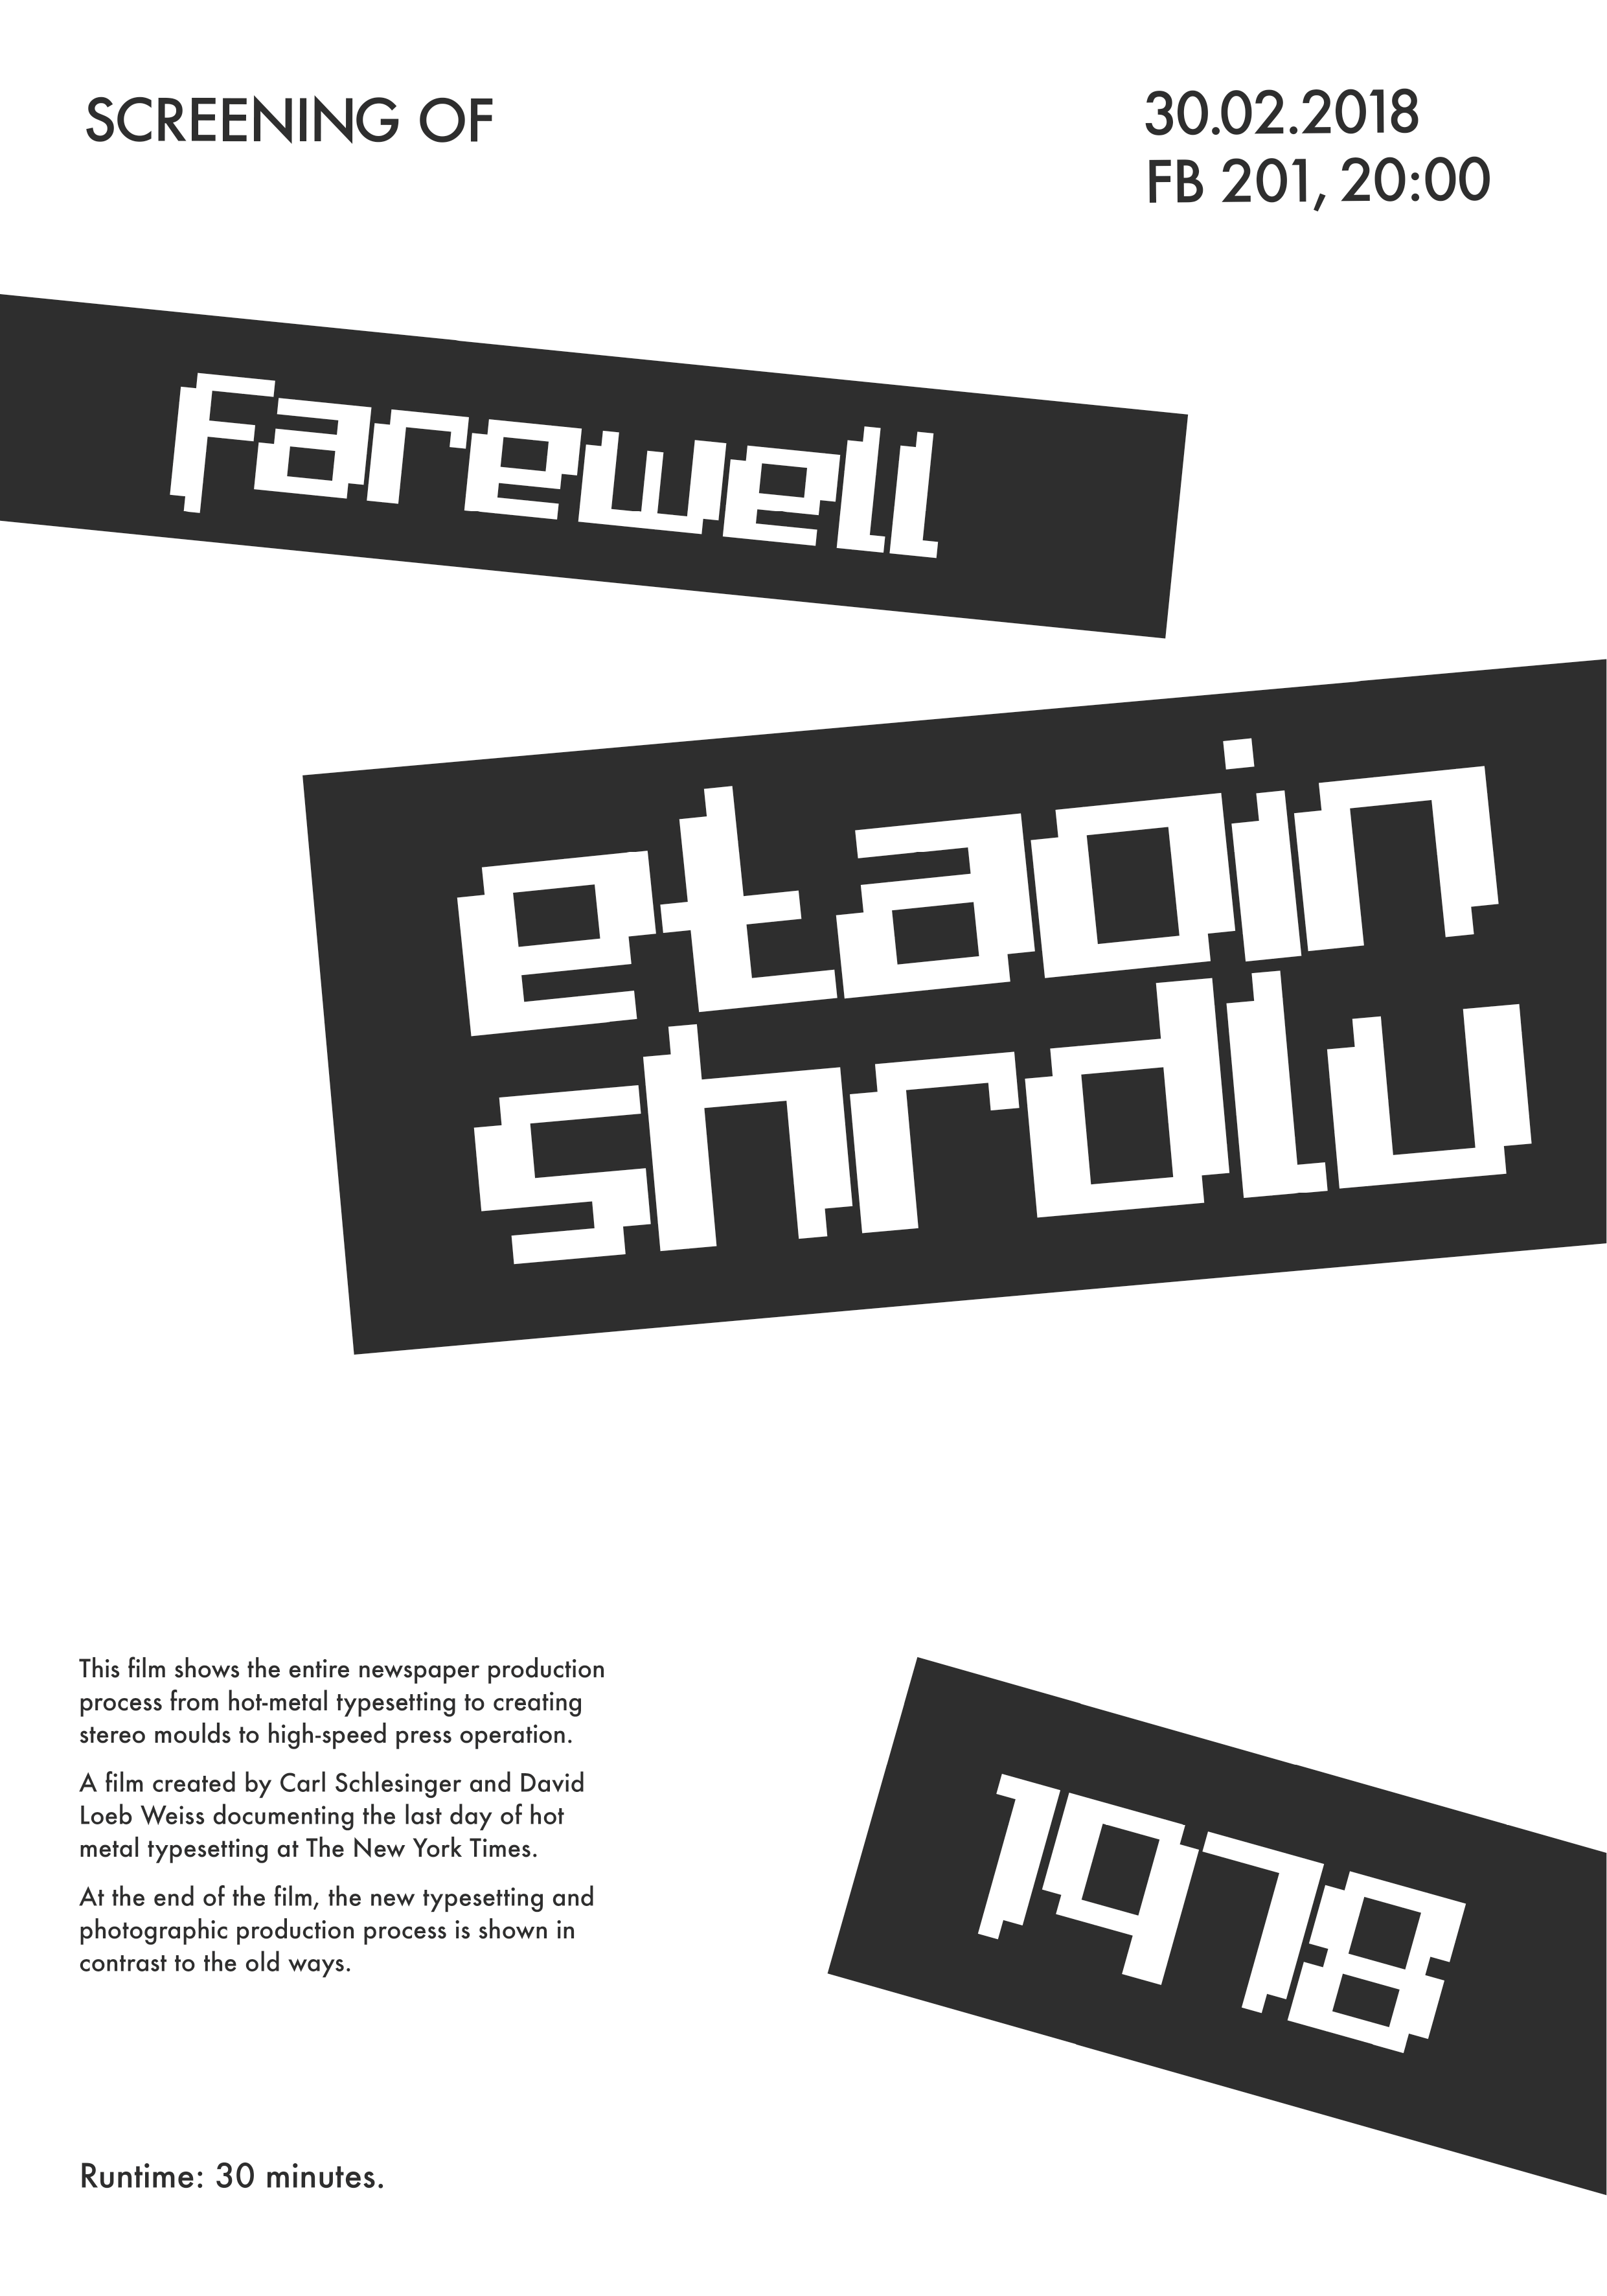 SCREENING OF
30.02.2018
FB 201, 20:00
Farewell
etaoin
shrdlu
This film shows the entire newspaper production
process from hot-metal typesetting to creating
stereo moulds to high-speed press operation.
A film created by Carl Schlesinger and David
Loeb Weiss documenting the last day of hot
metal typesetting at The New York Times.
At the end of the film, the new typesetting and
photographic production process is shown in
contrast to the old ways.
1978
Runtime: 30 minutes.